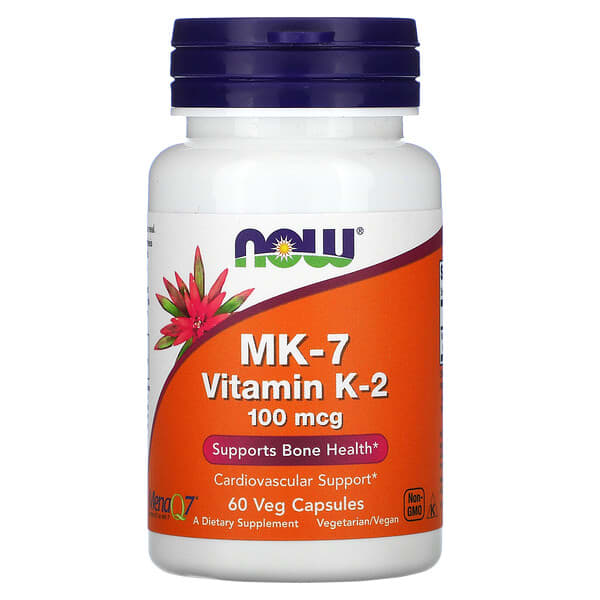 NOW®
MK-7
Vitamin K-2
100 mcg
Supports Bone Health*
Cardiovascular Support*
60 Veg Capsules
A Dietary Supplement Vegetarian/Vegan
MenaQ7®
Non-
GMO
K